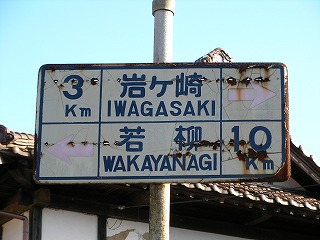 3 Km
岩ケ崎
IWAGASAKI
若柳
WAKAYANAGI
10 Km